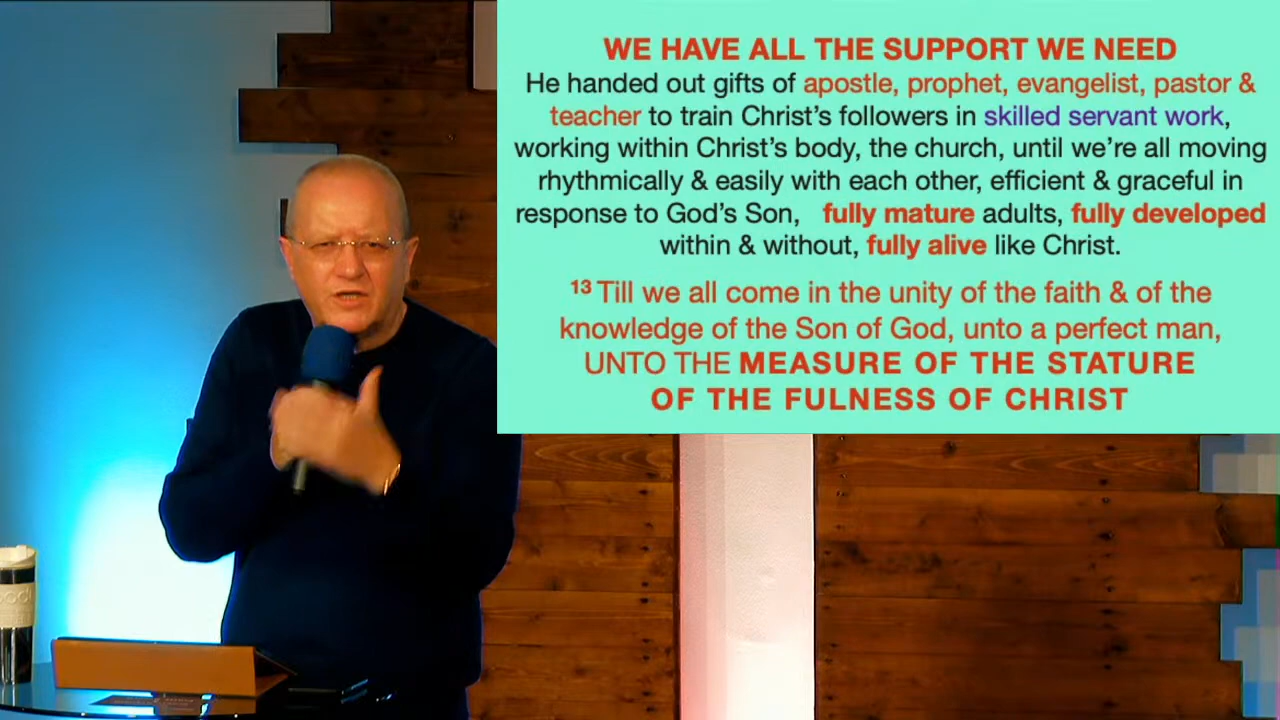 WE HAVE ALL THE SUPPORT WE NEED
He handed out gifts of apostle, prophet, evangelist, pastor &
teacher to train Christ’s followers in skilled servant work,
working within Christ’s body, the church, until we’re all moving
rhythmically & easily with each other, efficient & graceful in
response to God’s Son, fully mature adults, fully developed
within & without, fully alive like Christ.
13 Till we all come in the unity of the faith & of the
knowledge of the Son of God, unto a perfect man,
UNTO THE MEASURE OF THE STATURE
OF THE FULNESS OF CHRIST